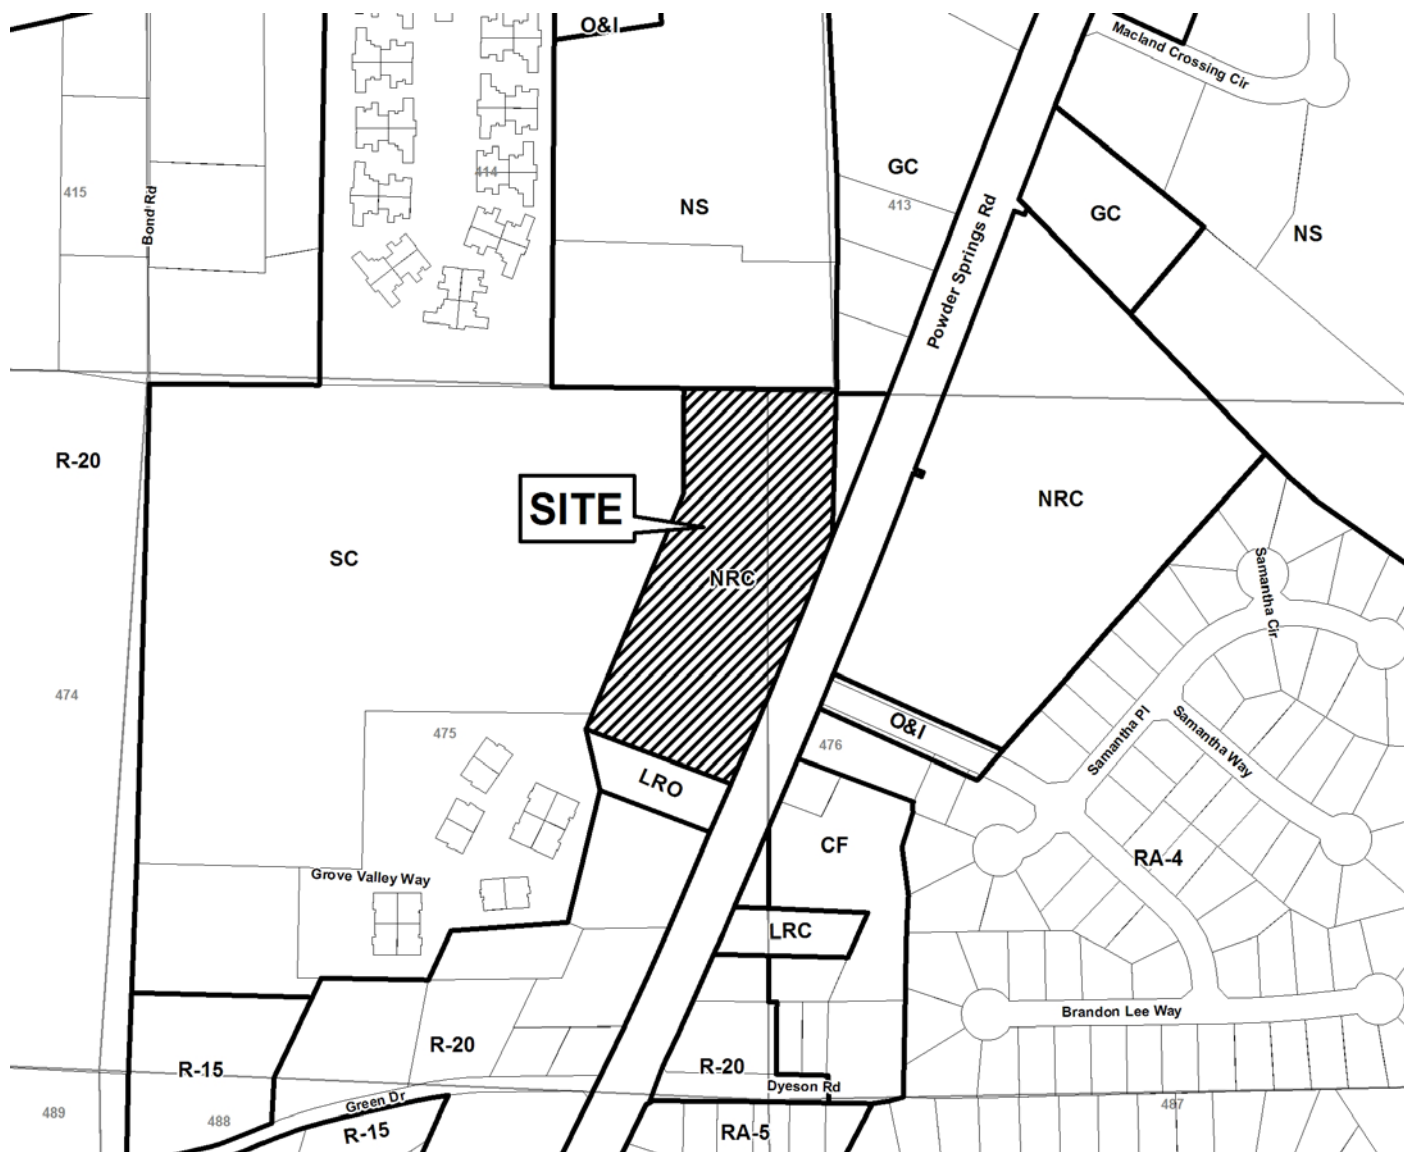 O&I
Macland Crossing Cir
414
GC
415
413
Bond Rd
NS
GC
NS
Powder Springs Rd
R-20
SITE
NRC
SC
NRC
Samantha Cir
474
475
O&I
476
Samantha Pl
Samantha Way
LRO
CF
RA-4
Grove Valley Way
LRC
Brandon Lee Way
R-20
R-15
R-20
Dyeson Rd
489
488
Green Dr
487
R-15
RA-5